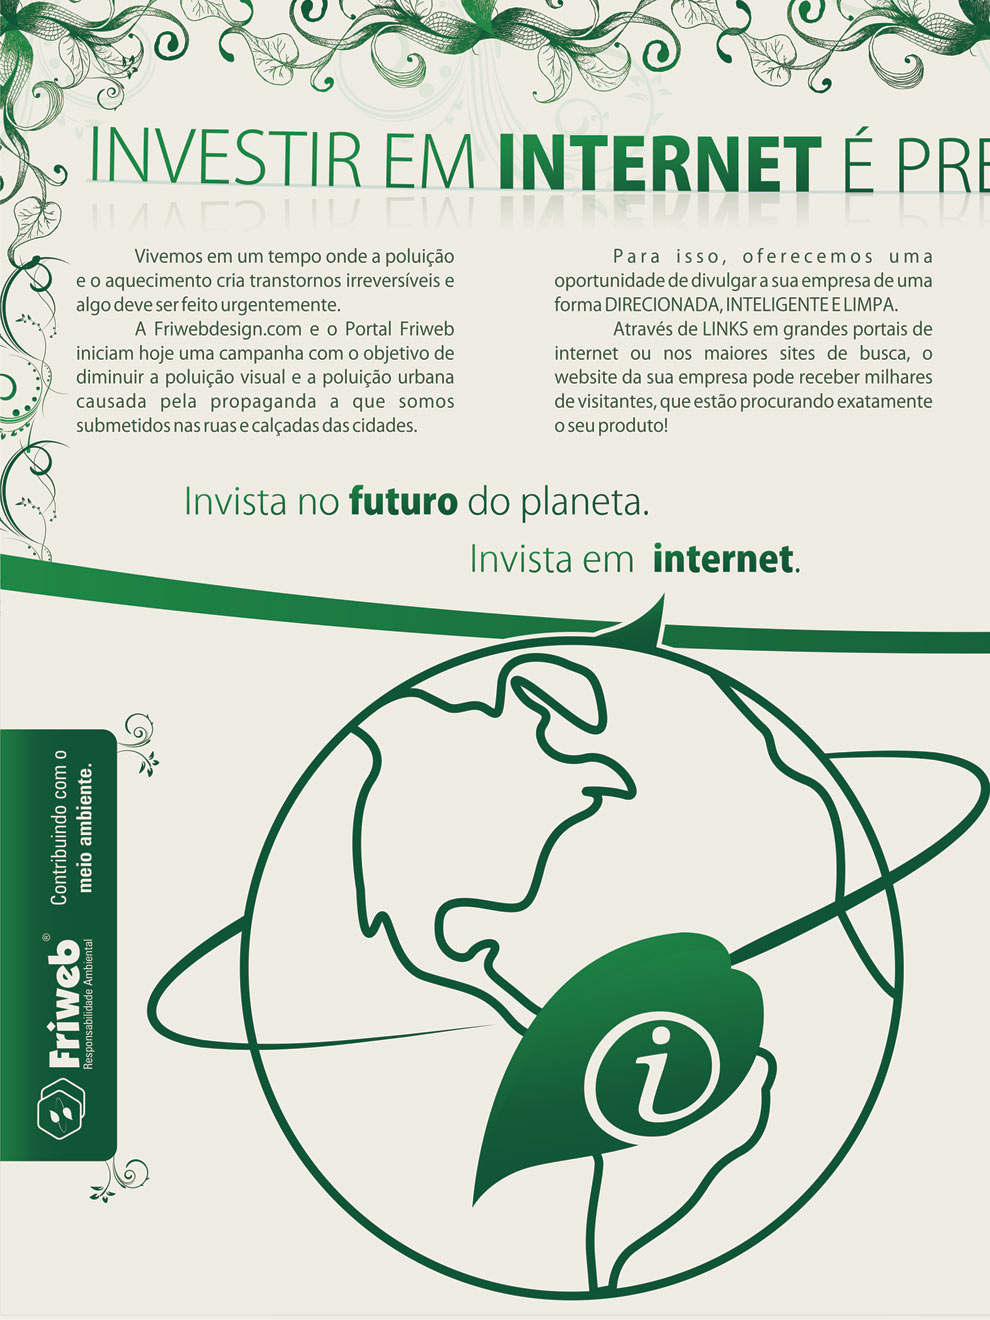 INVESTIR EM INTERNET É PRE
Vivemos em um tempo onde a poluição
e o aquecimento cria transtornos irreversíveis e
algo deve ser feito urgentemente.
A Friwebdesign.com e o Portal Friweb
iniciam hoje uma campanha com o objetivo de
diminuir a poluição visual e a poluição urbana
causada pela propaganda a que somos
submetidos nas ruas e calçadas das cidades.
Para isso, oferecemos uma
oportunidade de divulgar a sua empresa de uma
forma DIRECIONADA, INTELIGENTE E LIMPA.
Através de LINKS em grandes portais de
internet ou nos maiores sites de busca, o
website da sua empresa pode receber milhares
de visitantes, que estão procurando exatamente
o seu produto!
Invista no futuro do planeta.
Invista em internet.
Contribuindo com o
meio ambiente.
Friweb®
Responsabilidade Ambiental
i